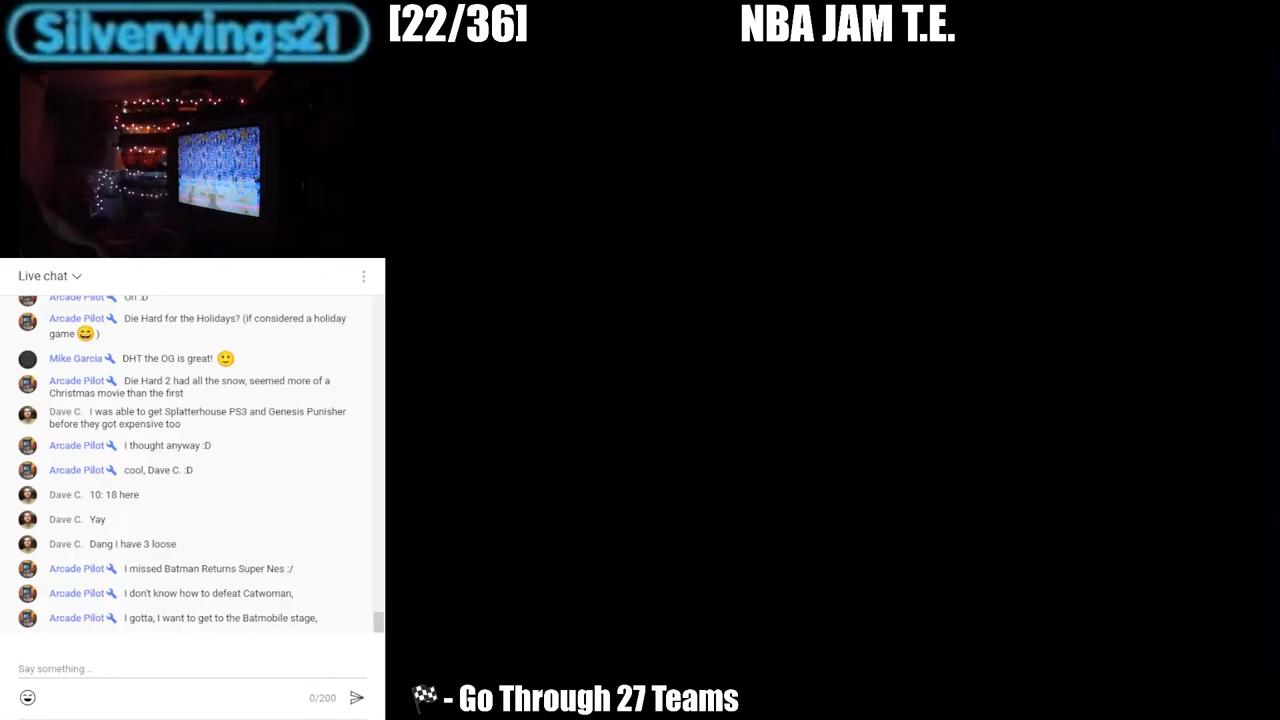 Silverwings21
[22/36]
NBA JAM T.E.
Live chat
Arcade Pilot Uh :D
Arcade Pilot Die Hard for the Holidays? (if considered a holiday
game 😄 )
Mike Garcia DHT the OG is great! 🙂
Arcade Pilot Die Hard 2 had all the snow, seemed more of a
Christmas movie than the first
Dave C. I was able to get Splatterhouse PS3 and Genesis Punisher
before they got expensive too
Arcade Pilot I thought anyway :D
Arcade Pilot cool, Dave C. :D
Dave C. 10: 18 here
Dave C. Yay
Dave C. Dang I have 3 loose
Arcade Pilot I missed Batman Returns Super Nes :/
Arcade Pilot I don't know how to defeat Catwoman,
Arcade Pilot I gotta, I want to get to the Batmobile stage,
Say something...
0/200
- Go Through 27 Teams